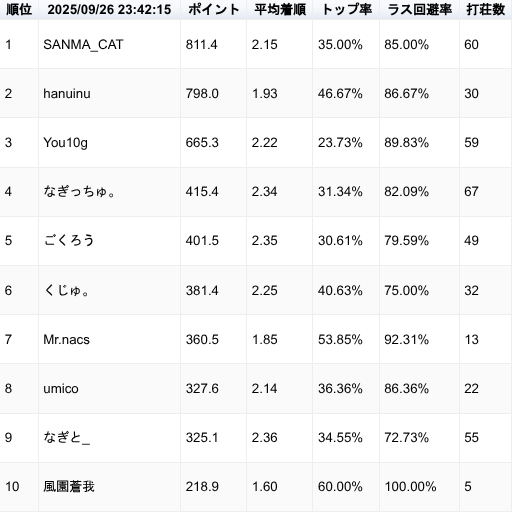 順位 2025/09/26 23:42:15 ポイント 平均着順 トップ率 ラス回避率 打荘数
1 SANMA_CAT 811.4 2.15 35.00% 85.00% 60
2 hanuinu 798.0 1.93 46.67% 86.67% 30
3 You10g 665.3 2.22 23.73% 89.83% 59
4 なぎっちゅ。 415.4 2.34 31.34% 82.09% 67
5 ごくろう 401.5 2.35 30.61% 79.59% 49
6 くじゅ。 381.4 2.25 40.63% 75.00% 32
7 Mr.nacs 360.5 1.85 53.85% 92.31% 13
8 umico 327.6 2.14 36.36% 86.36% 22
9 なぎと_ 325.1 2.36 34.55% 72.73% 55
10 風園蒼我 218.9 1.60 60.00% 100.00% 5